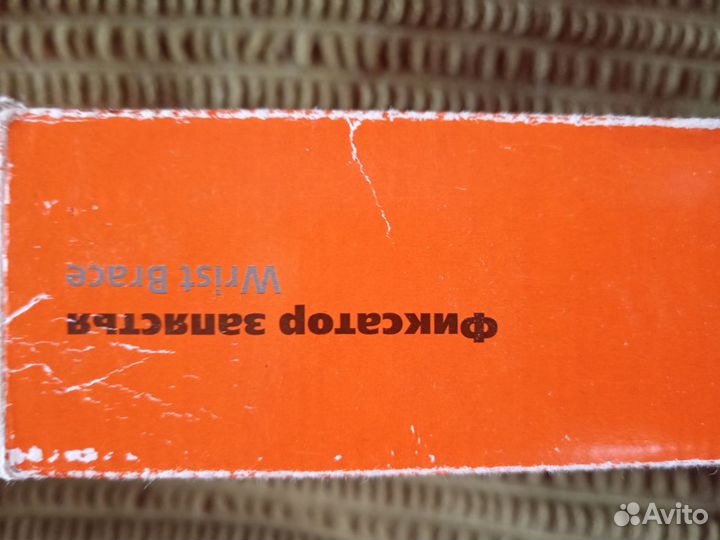 Фиксатор запястья
Wrist Brace
Avito